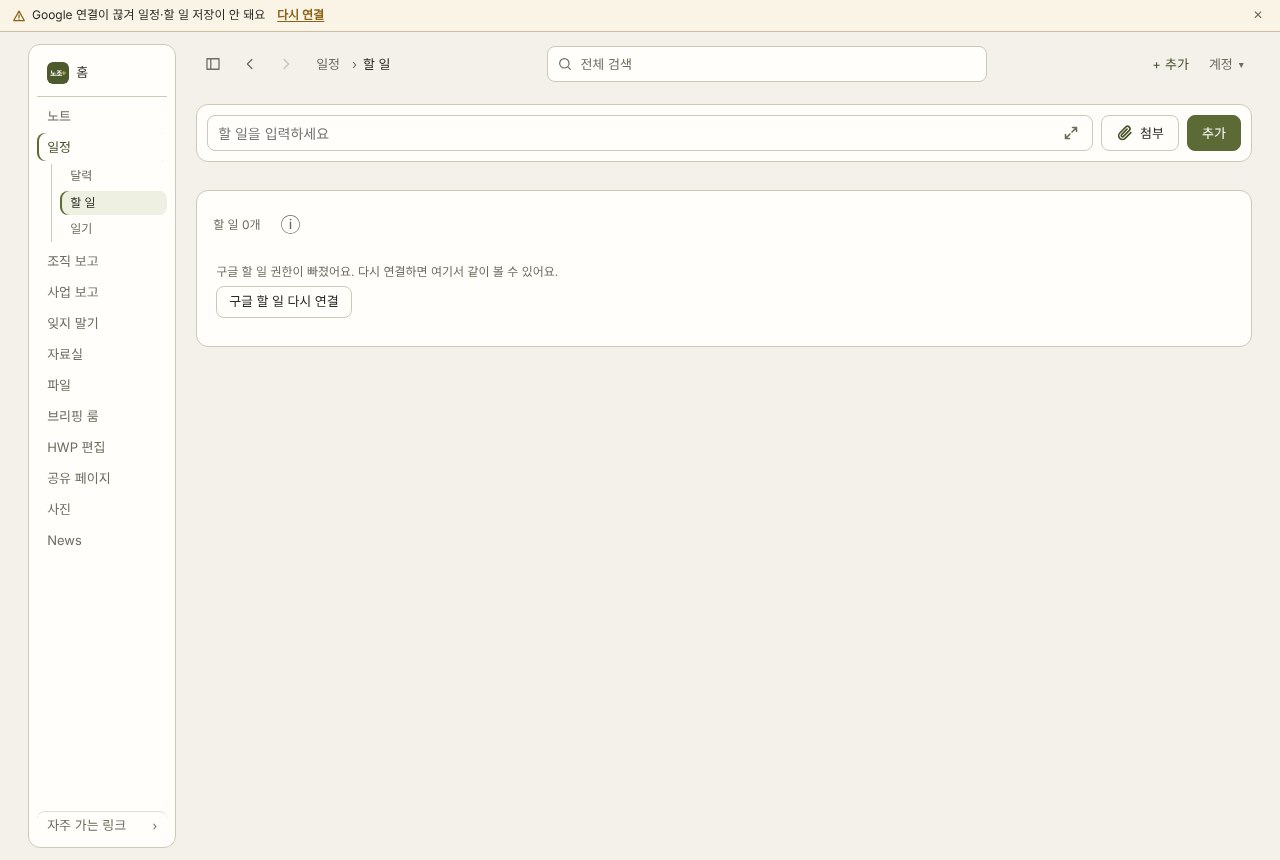 Google 연결이 끊겨 일정·할 일 저장이 안 돼요 다시 연결 ×
노조+ 홈
일정 › 할 일
전체 검색
+ 추가 계정 ▾
노트
일정
달력
할 일
일기
조직 보고
사업 보고
잊지 말기
자료실
파일
브리핑 룸
HWP 편집
공유 페이지
사진
News
자주 가는 링크 ›
할 일을 입력하세요 첨부 추가
할 일 0개 i
구글 할 일 권한이 빠졌어요. 다시 연결하면 여기서 같이 볼 수 있어요.
구글 할 일 다시 연결